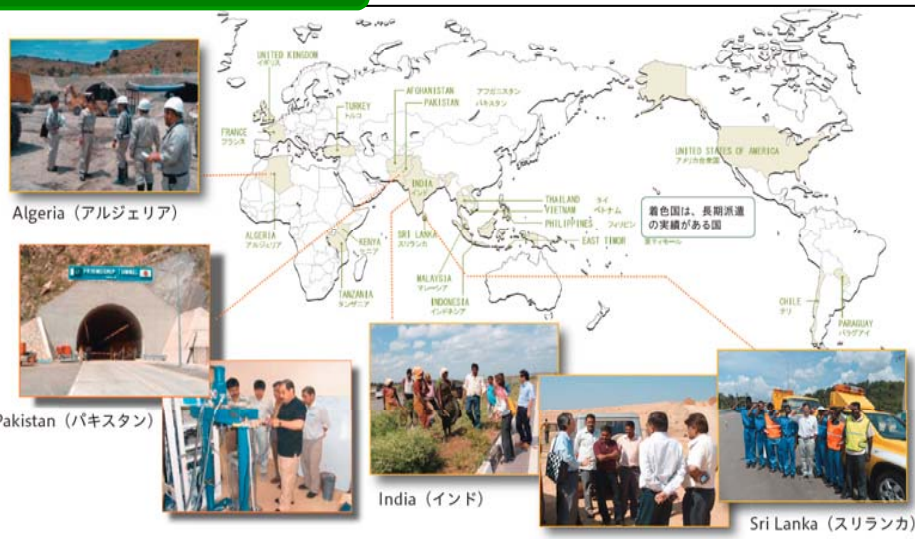 UNITED KINGDOM
イギリス
FRANCE
フランス
TURKEY
トルコ
AFGHANISTAN アフガニスタン
PAKISTAN パキスタン
INDIA
インド
ALGERIA
アルジェリア
KENYA
ケニア
TANZANIA
タンザニア
SRI LANKA
スリランカ
THAILAND タイ
VIETNAM ベトナム
PHILIPPINES フィリピン
EAST TIMOR 東ティモール
MALAYSIA
マレーシア
INDONESIA
インドネシア
UNITED STATES OF AMERICA
アメリカ合衆国
着色国は、長期派遣
の実績がある国
CHILE
チリ
PARAGUAY
パラグアイ
Algeria（アルジェリア）
FRIENDSHIP TUNNEL
Pakistan（パキスタン）
India（インド）
Sri Lanka（スリランカ）